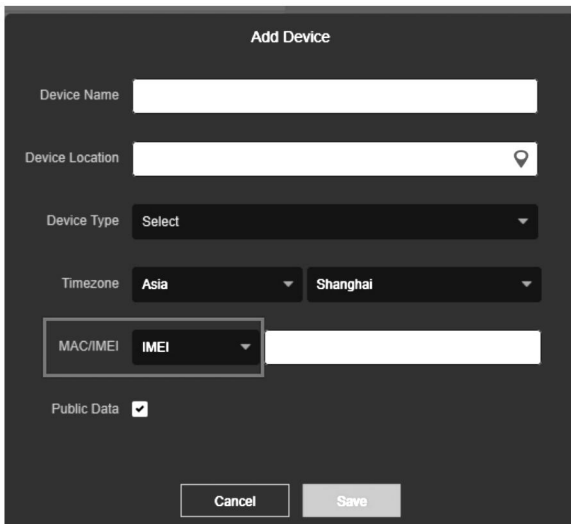 Add Device
Device Name
Device Location
Device Type Select
Timezone Asia Shanghai
MAC/IMEI IMEI
Public Data
Cancel Save